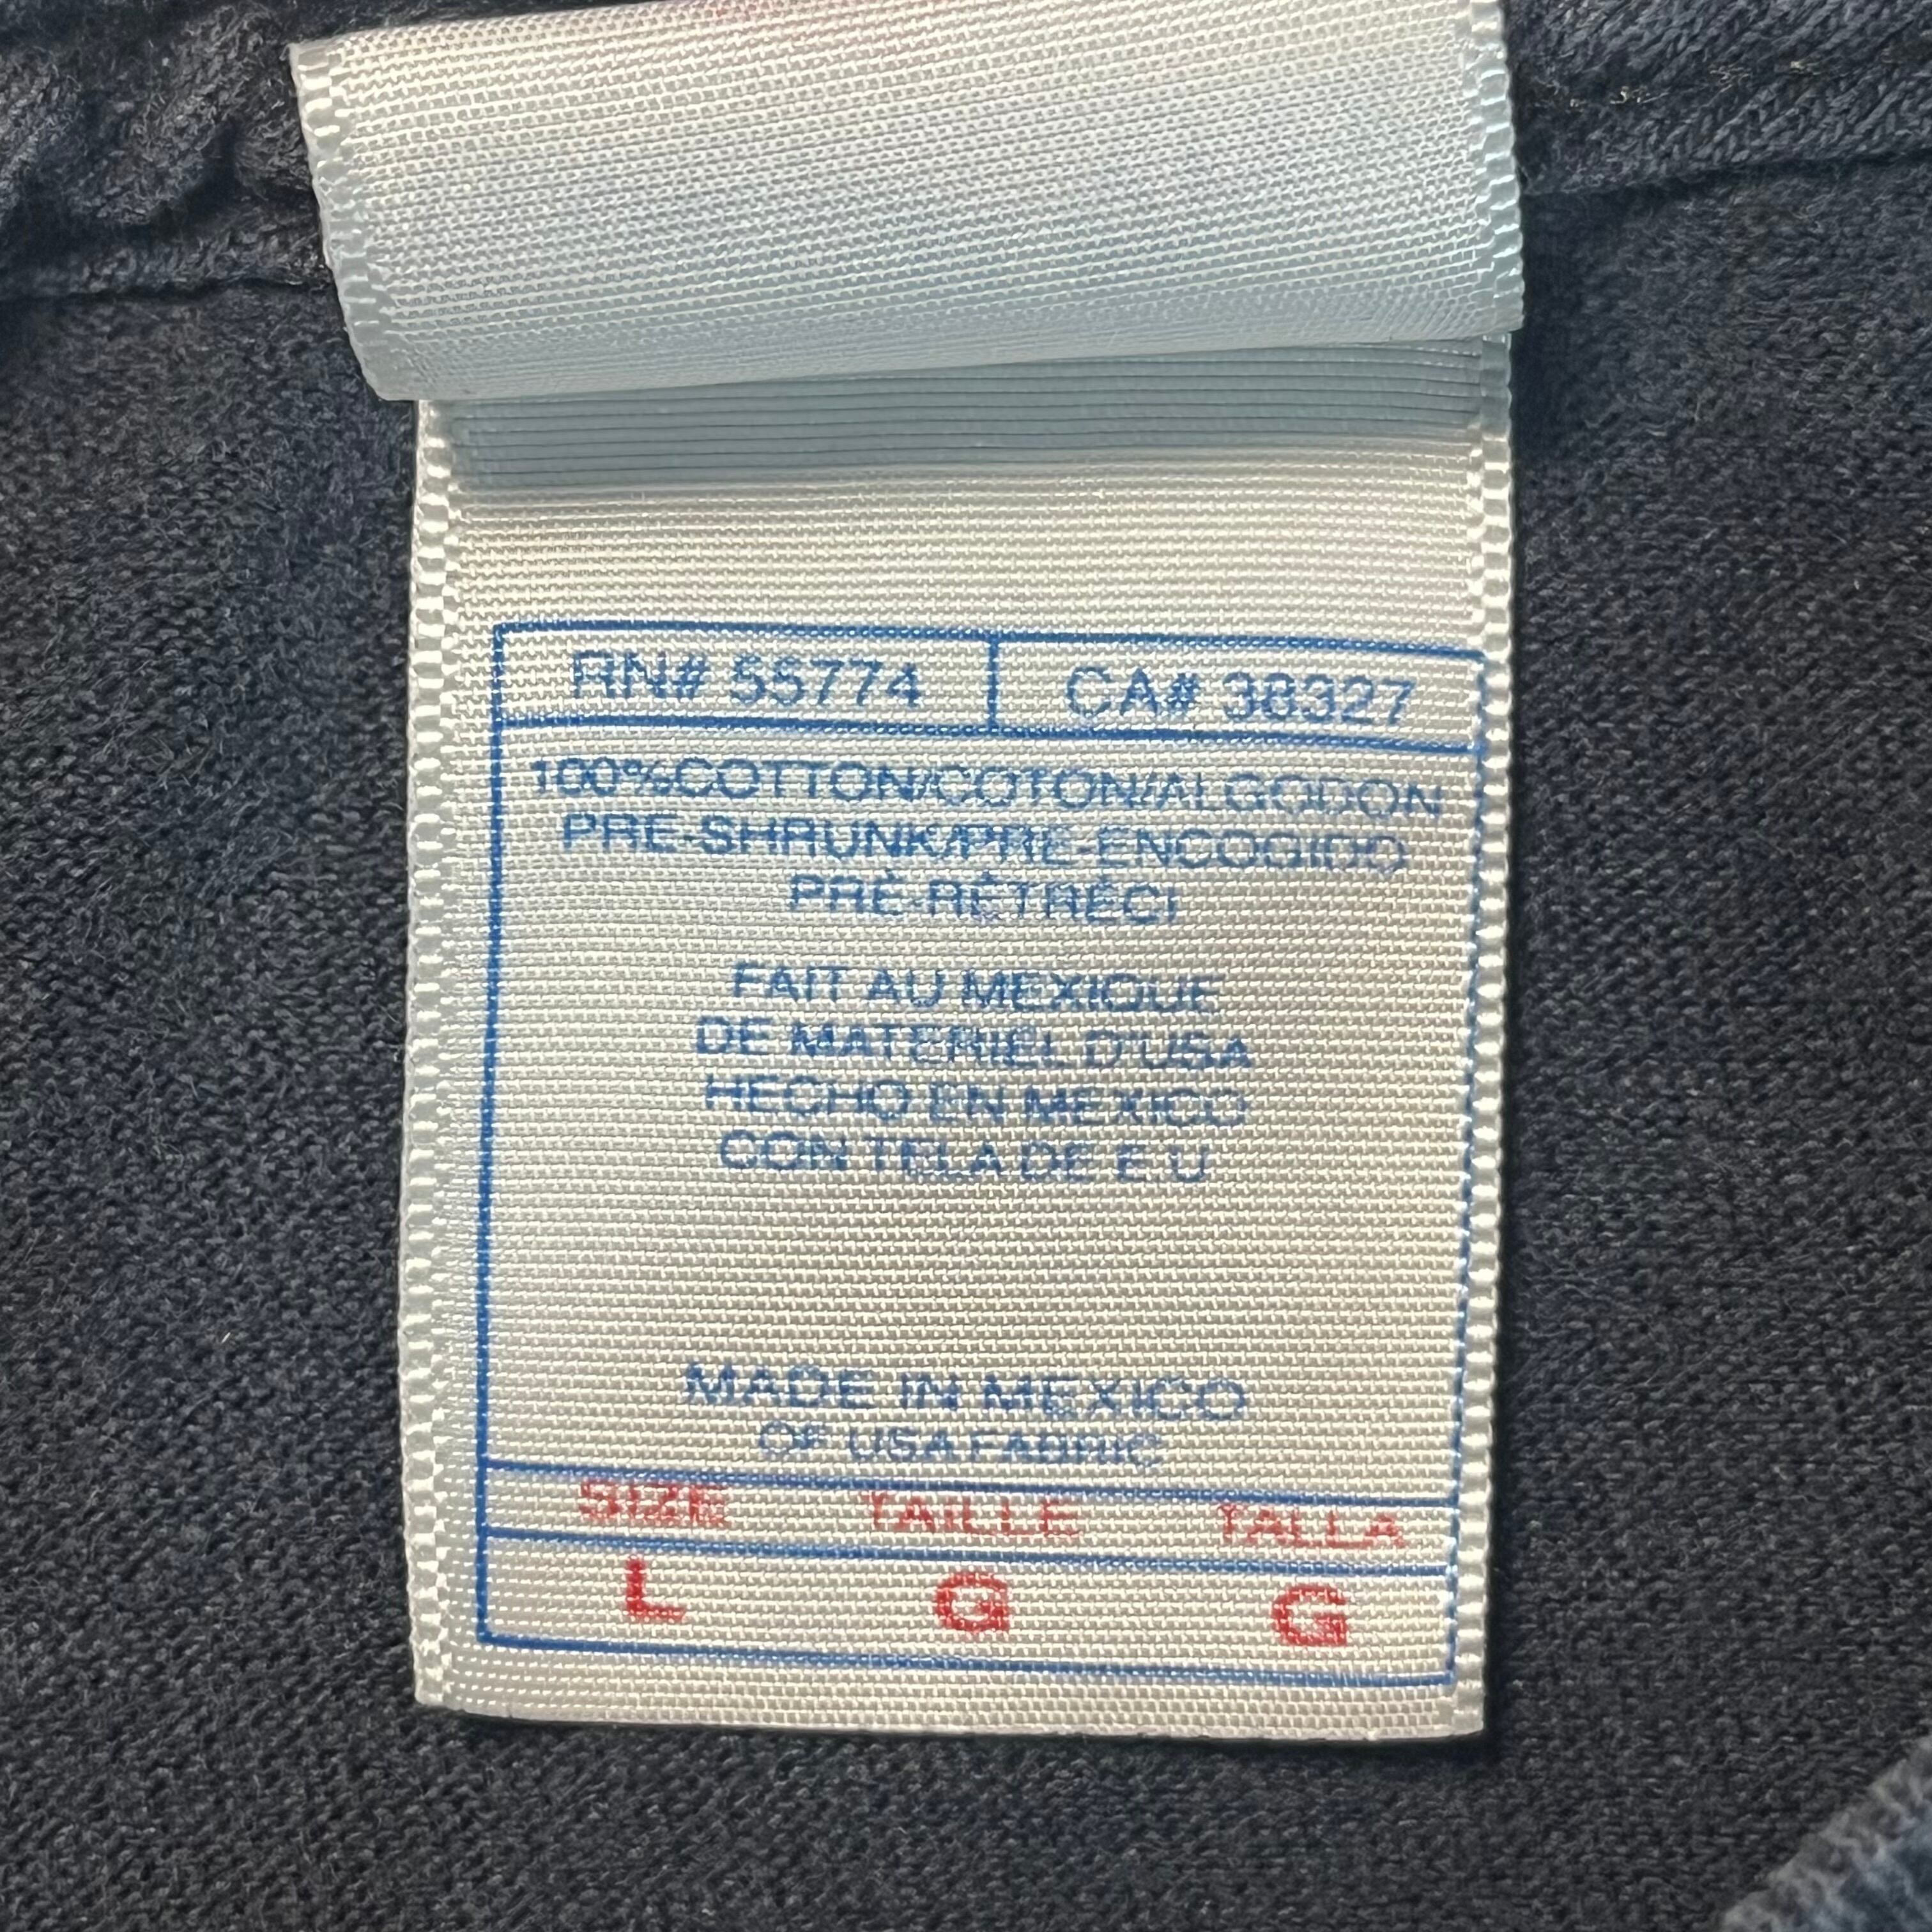 RN# 55774 CA# 38327
100%COTTON/COTON/ALGODON
PRE-SHRUNK/PRE-ENCOGIDO
PRÉ-RÉTRÉCI
FAIT AU MEXIQUE
DE MATERIEL D'USA
HECHO EN MEXICO
CON TELA DE E U
MADE IN MEXICO
OF USA FABRIC
SIZE TAILLE TALLA
L G G